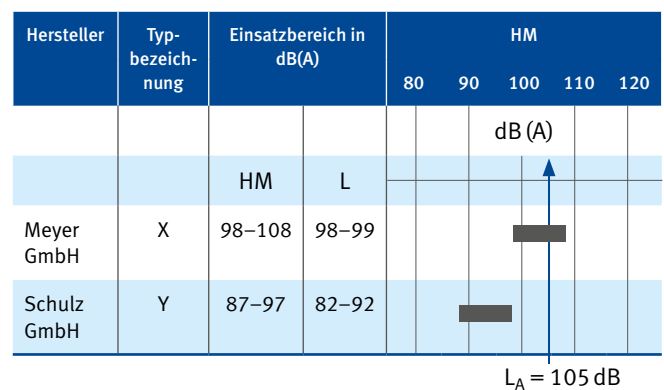 Hersteller Typ- Einsatzbereich in HM
bezeich- dB(A)
nung 80 90 100 110 120
dB (A)
HM L
Meyer X 98–108 98–99
GmbH
Schulz Y 87–97 82–92
GmbH
L_A = 105 dB